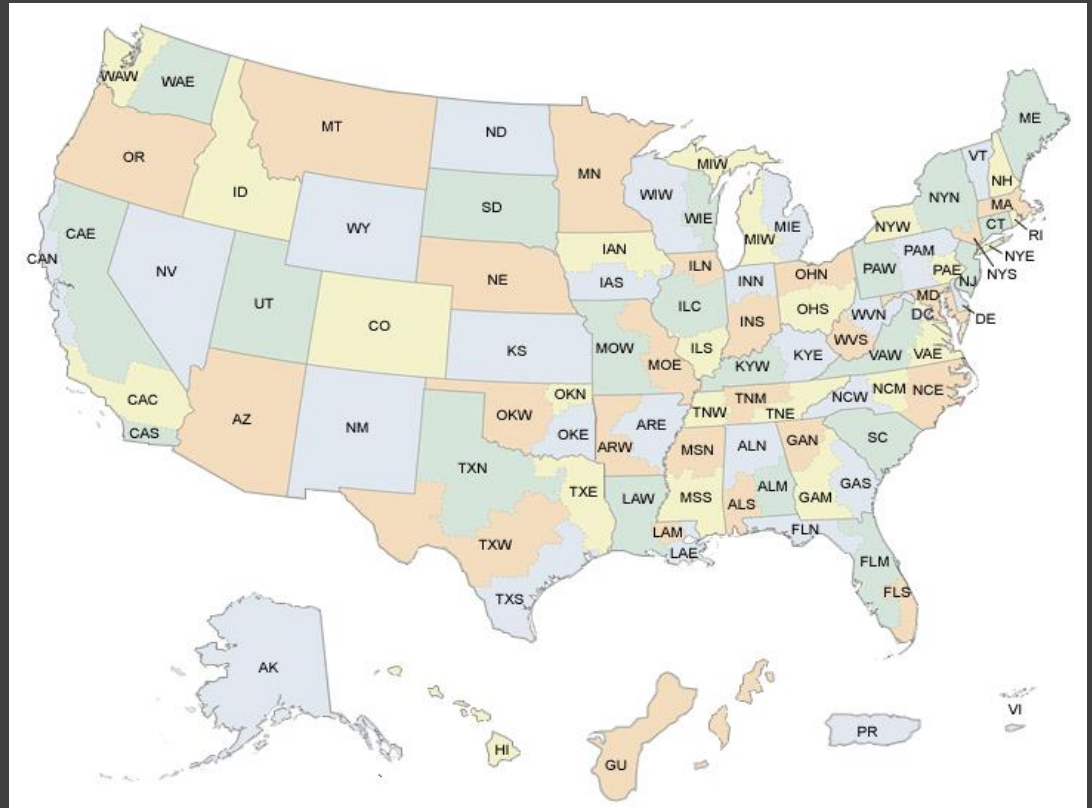 WAW
WAE
MT
ND
MN
OR
ID
WY
SD
WIW
WIE
MIW
MIW
MIE
ME
VT
NH
NYN
MA
NYW
CT
RI
NYE
NYS
CAE
CAN
NV
UT
CO
NE
IAN
IAS
ILN
ILC
INN
OHN
PAW
PAM
PAE
NJ
MD
DC
DE
OHS
INS
ILS
WVN
WVS
VAW
VAE
KS
MOW
MOE
KYW
KYE
CAC
CAS
AZ
NM
OKW
OKN
OKE
ARW
ARE
TNW
TNM
TNE
NCW
NCM
NCE
SC
TXN
TXE
TXW
TXS
LAW
LAM
LAE
MSN
MSS
ALN
ALM
ALS
GAN
GAM
GAS
FLN
FLM
FLS
AK
HI
GU
PR
VI